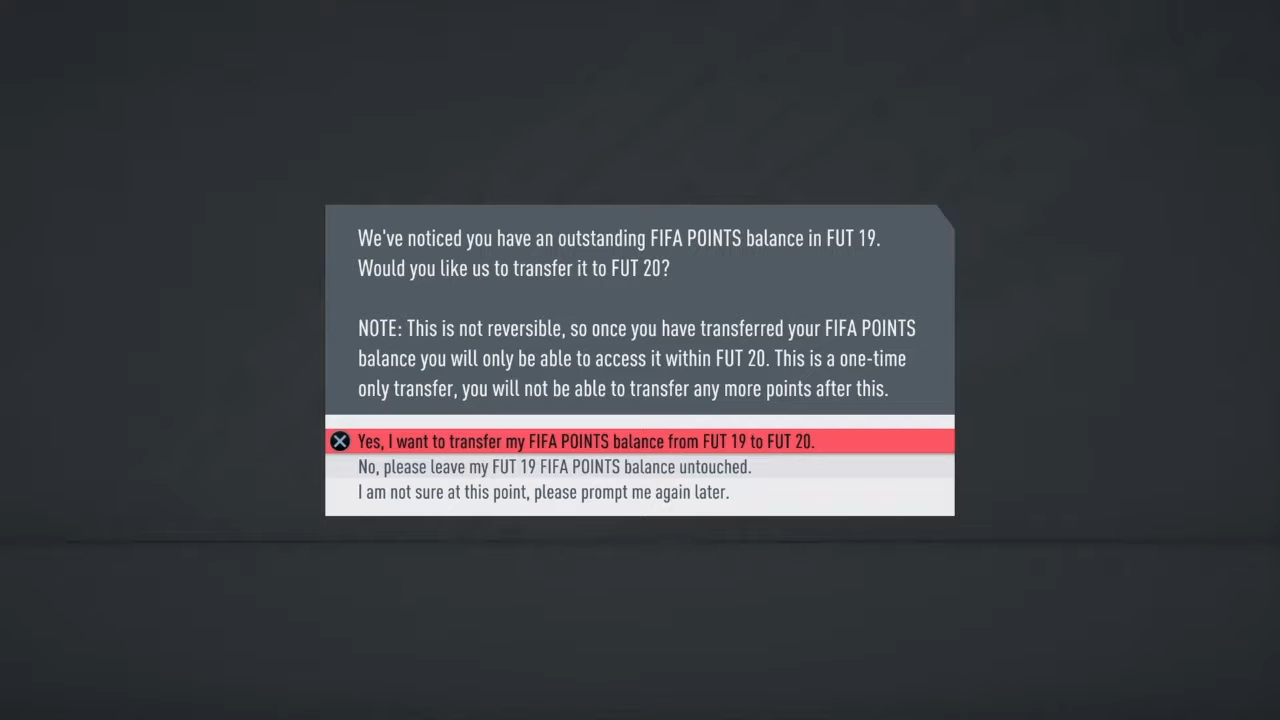 We've noticed you have an outstanding FIFA POINTS balance in FUT 19.
Would you like us to transfer it to FUT 20?
NOTE: This is not reversible, so once you have transferred your FIFA POINTS
balance you will only be able to access it within FUT 20. This is a one-time
only transfer, you will not be able to transfer any more points after this.
Yes, I want to transfer my FIFA POINTS balance from FUT 19 to FUT 20.
No, please leave my FUT 19 FIFA POINTS balance untouched.
I am not sure at this point, please prompt me again later.